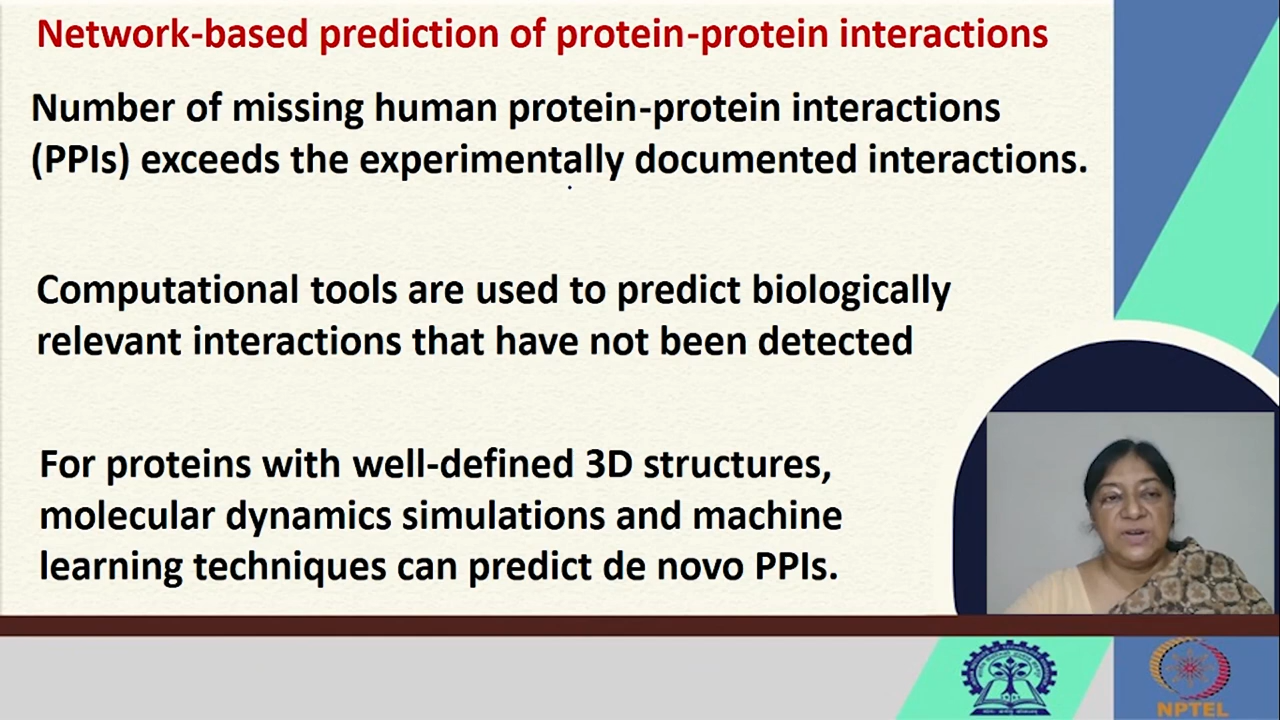 Network-based prediction of protein-protein interactions
Number of missing human protein-protein interactions
(PPIs) exceeds the experimentally documented interactions.
Computational tools are used to predict biologically
relevant interactions that have not been detected
For proteins with well-defined 3D structures,
molecular dynamics simulations and machine
learning techniques can predict de novo PPIs.
NPTEL